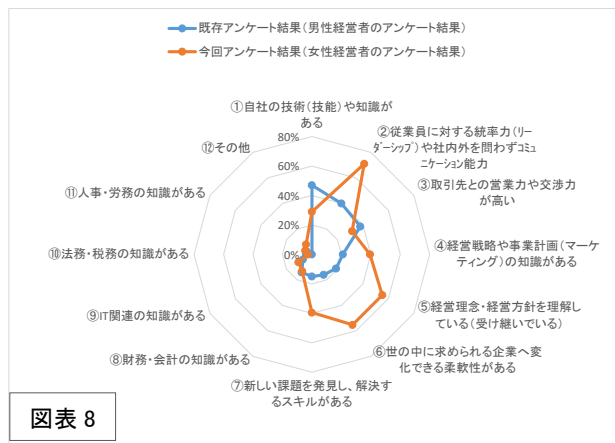 既存アンケート結果(男性経営者のアンケート結果)
今回アンケート結果(女性経営者のアンケート結果)
①自社の技術(技能)や知識が
ある
②従業員に対する統率力(リー
ダーシップ)や社内外を問わずコミュ
ニケーション能力
③取引先との営業力や交渉力
が高い
④経営戦略や事業計画(マーケ
ティング)の知識がある
⑤経営理念・経営方針を理解し
ている(受け継いでいる)
⑥世の中に求められる企業へ変
化できる柔軟性がある
⑦新しい課題を発見し、解決す
るスキルがある
⑧財務・会計の知識がある
⑨IT関連の知識がある
⑩法務・税務の知識がある
⑪人事・労務の知識がある
⑫その他
80%
60%
40%
20%
0%
図表 8